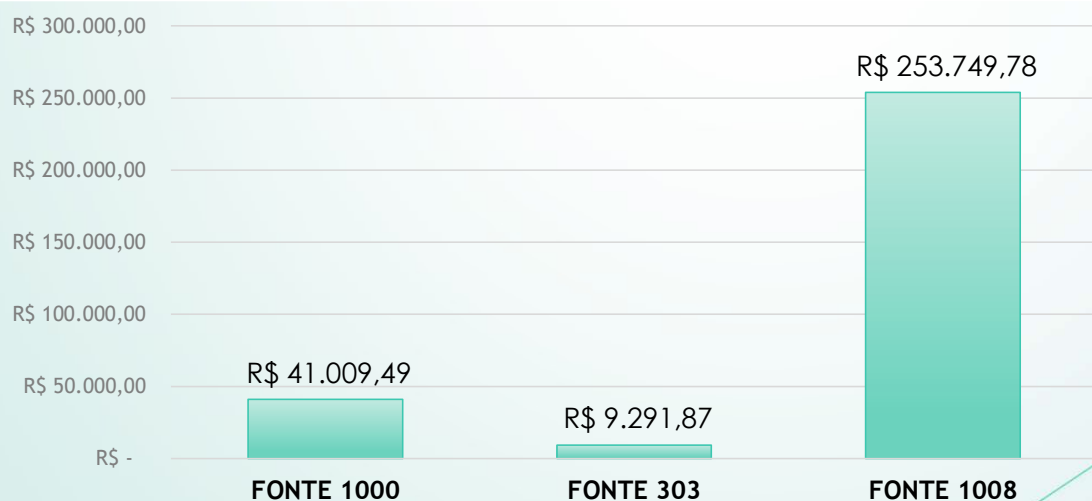 R$ 300.000,00
R$ 250.000,00
R$ 200.000,00
R$ 150.000,00
R$ 100.000,00
R$ 50.000,00
R$ -
R$ 41.009,49
R$ 9.291,87
R$ 253.749,78
FONTE 1000
FONTE 303
FONTE 1008